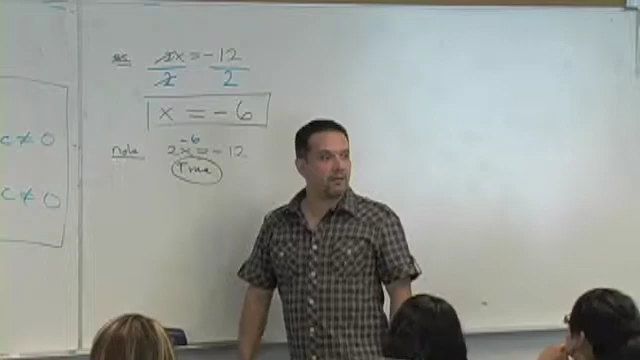 c ≠ 0
c ≠ 0
ex 2x = -12
2 2
x = -6
note -6
2x = -12
True